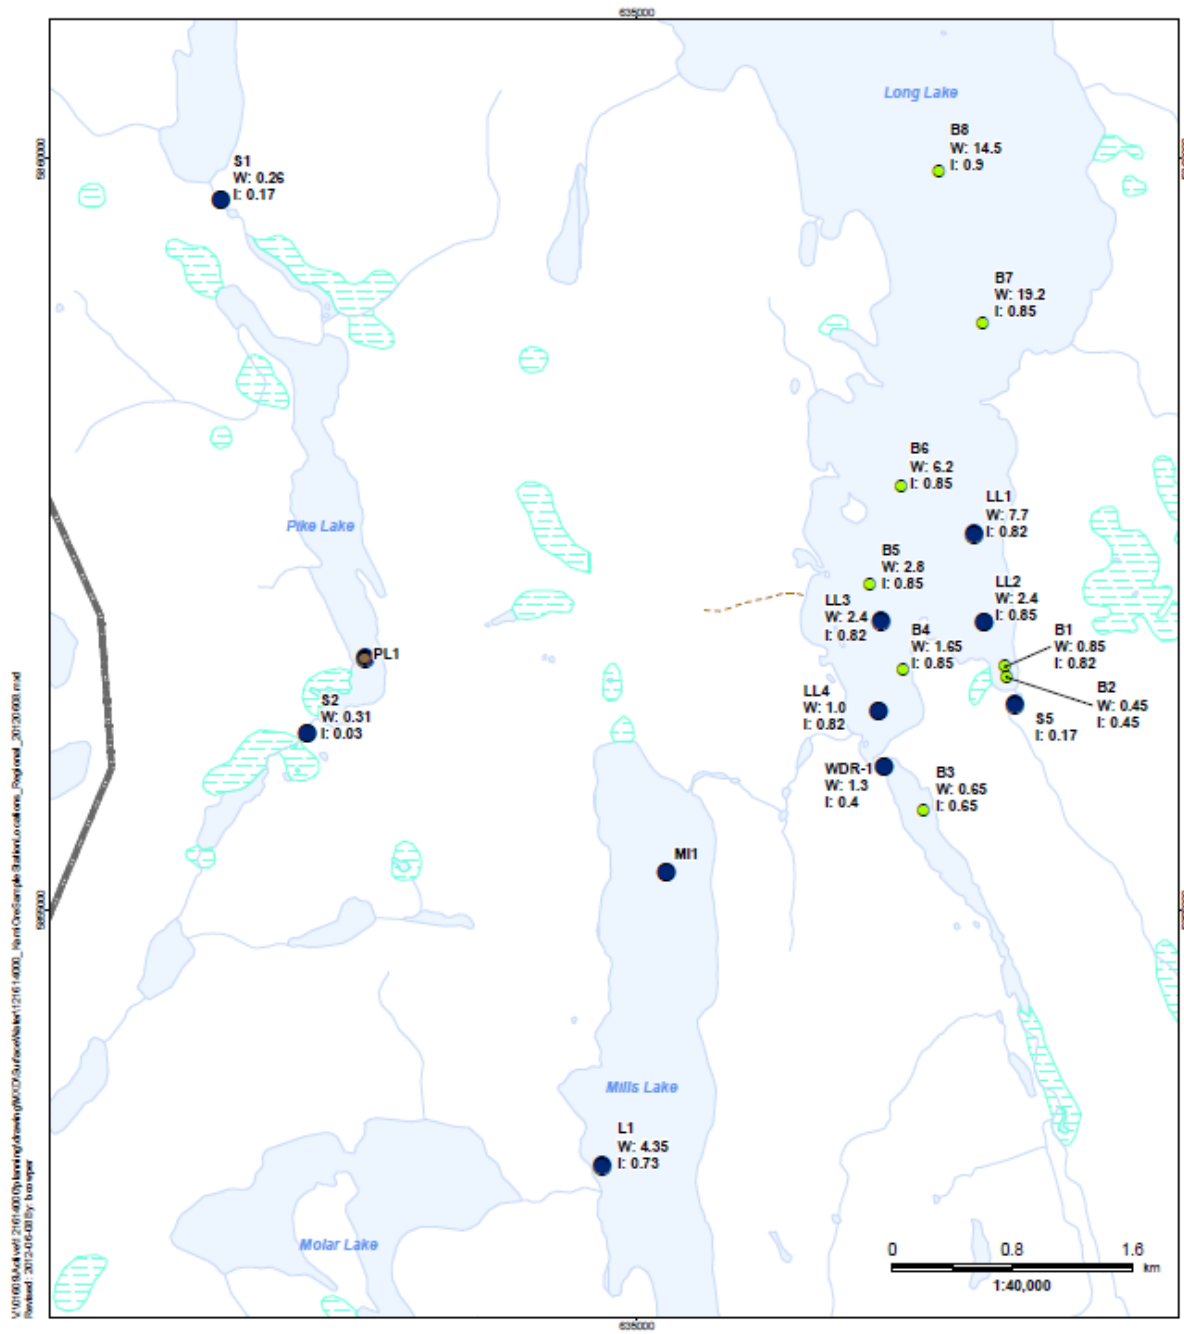 635000
Long Lake
B8
W: 14.5
I: 0.9
S1
W: 0.26
I: 0.17
B7
W: 19.2
I: 0.85
B6
W: 6.2
I: 0.85
LL1
W: 7.7
I: 0.82
Pike Lake
B5
W: 2.8
I: 0.85
LL2
W: 2.4
I: 0.85
LL3
W: 2.4
I: 0.82
B4
W: 1.65
I: 0.85
B1
W: 0.85
I: 0.82
PL1
B2
W: 0.45
I: 0.45
S2
W: 0.31
I: 0.03
LL4
W: 1.0
I: 0.82
S5
I: 0.17
WDR-1
W: 1.3
I: 0.4
B3
W: 0.65
I: 0.65
MI1
Mills Lake
L1
W: 4.35
I: 0.73
Molar Lake
0 0.8 1.6
km
1:40,000
635000